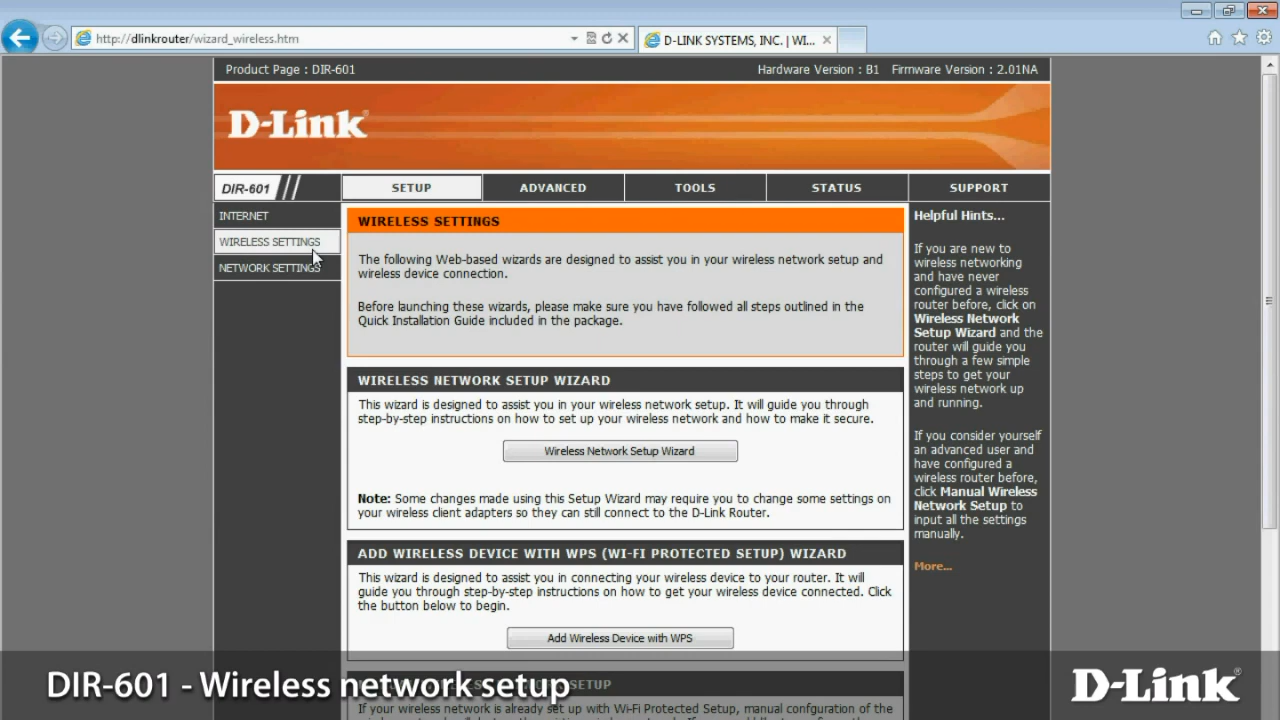 http://dlinkrouter/wizard_wireless.htm
D-LINK SYSTEMS, INC. | WI...
Product Page : DIR-601
Hardware Version : B1 Firmware Version : 2.01NA
D-Link®
DIR-601
SETUP
ADVANCED
TOOLS
STATUS
SUPPORT
INTERNET
WIRELESS SETTINGS
NETWORK SETTINGS
WIRELESS SETTINGS
The following Web-based wizards are designed to assist you in your wireless network setup and
wireless device connection.
Before launching these wizards, please make sure you have followed all steps outlined in the
Quick Installation Guide included in the package.
WIRELESS NETWORK SETUP WIZARD
This wizard is designed to assist you in your wireless network setup. It will guide you through
step-by-step instructions on how to set up your wireless network and how to make it secure.
Wireless Network Setup Wizard
Note: Some changes made using this Setup Wizard may require you to change some settings on
your wireless client adapters so they can still connect to the D-Link Router.
ADD WIRELESS DEVICE WITH WPS (WI-FI PROTECTED SETUP) WIZARD
This wizard is designed to assist you in connecting your wireless device to your router. It will
guide you through step-by-step instructions on how to get your wireless device connected. Click
the button below to begin.
Add Wireless Device with WPS
SETUP
If your wireless network is already set up with Wi-Fi Protected Setup, manual confguration of the
Helpful Hints...
If you are new to
wireless networking
and have never
configured a wireless
router before, click on
Wireless Network
Setup Wizard and the
router will guide you
through a few simple
steps to get your
wireless network up
and running.
If you consider yourself
an advanced user and
have configured a
wireless router before,
click Manual Wireless
Network Setup to
input all the settings
manually.
More...
DIR-601 - Wireless network setup
D-Link®